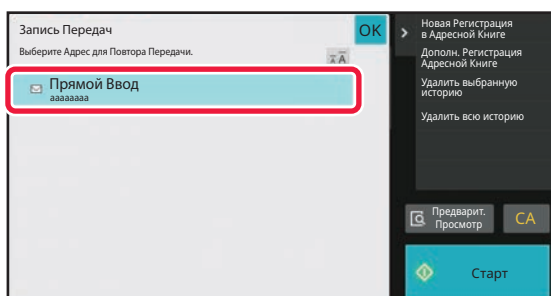 Запись Передач
OK
Выберите Адрес для Повтора Передачи.
Прямой Ввод
aaaaaaaa
Новая Регистрация
в Адресной Книге
Дополн. Регистрация
Адресной Книге
Удалить выбранную
историю
Удалить всю историю
Предварит.
Просмотр
CA
Старт